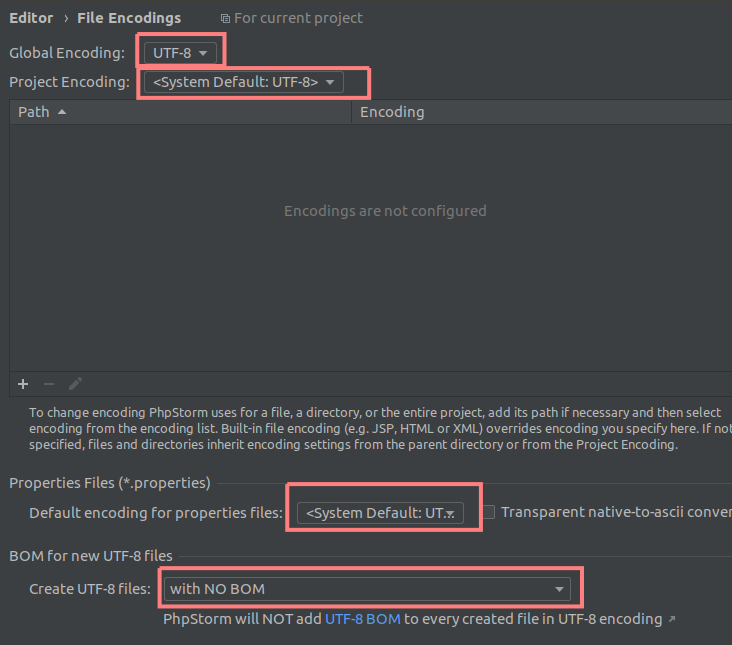 Editor › File Encodings For current project
Global Encoding: UTF-8
Project Encoding: <System Default: UTF-8>
Path Encoding
Encodings are not configured
To change encoding PhpStorm uses for a file, a directory, or the entire project, add its path if necessary and then select
encoding from the encoding list. Built-in file encoding (e.g. JSP, HTML or XML) overrides encoding you specify here. If not
specified, files and directories inherit encoding settings from the parent directory or from the Project Encoding.
Properties Files (*.properties)
Default encoding for properties files: <System Default: UT... Transparent native-to-ascii conver
BOM for new UTF-8 files
Create UTF-8 files: with NO BOM
PhpStorm will NOT add UTF-8 BOM to every created file in UTF-8 encoding ↗